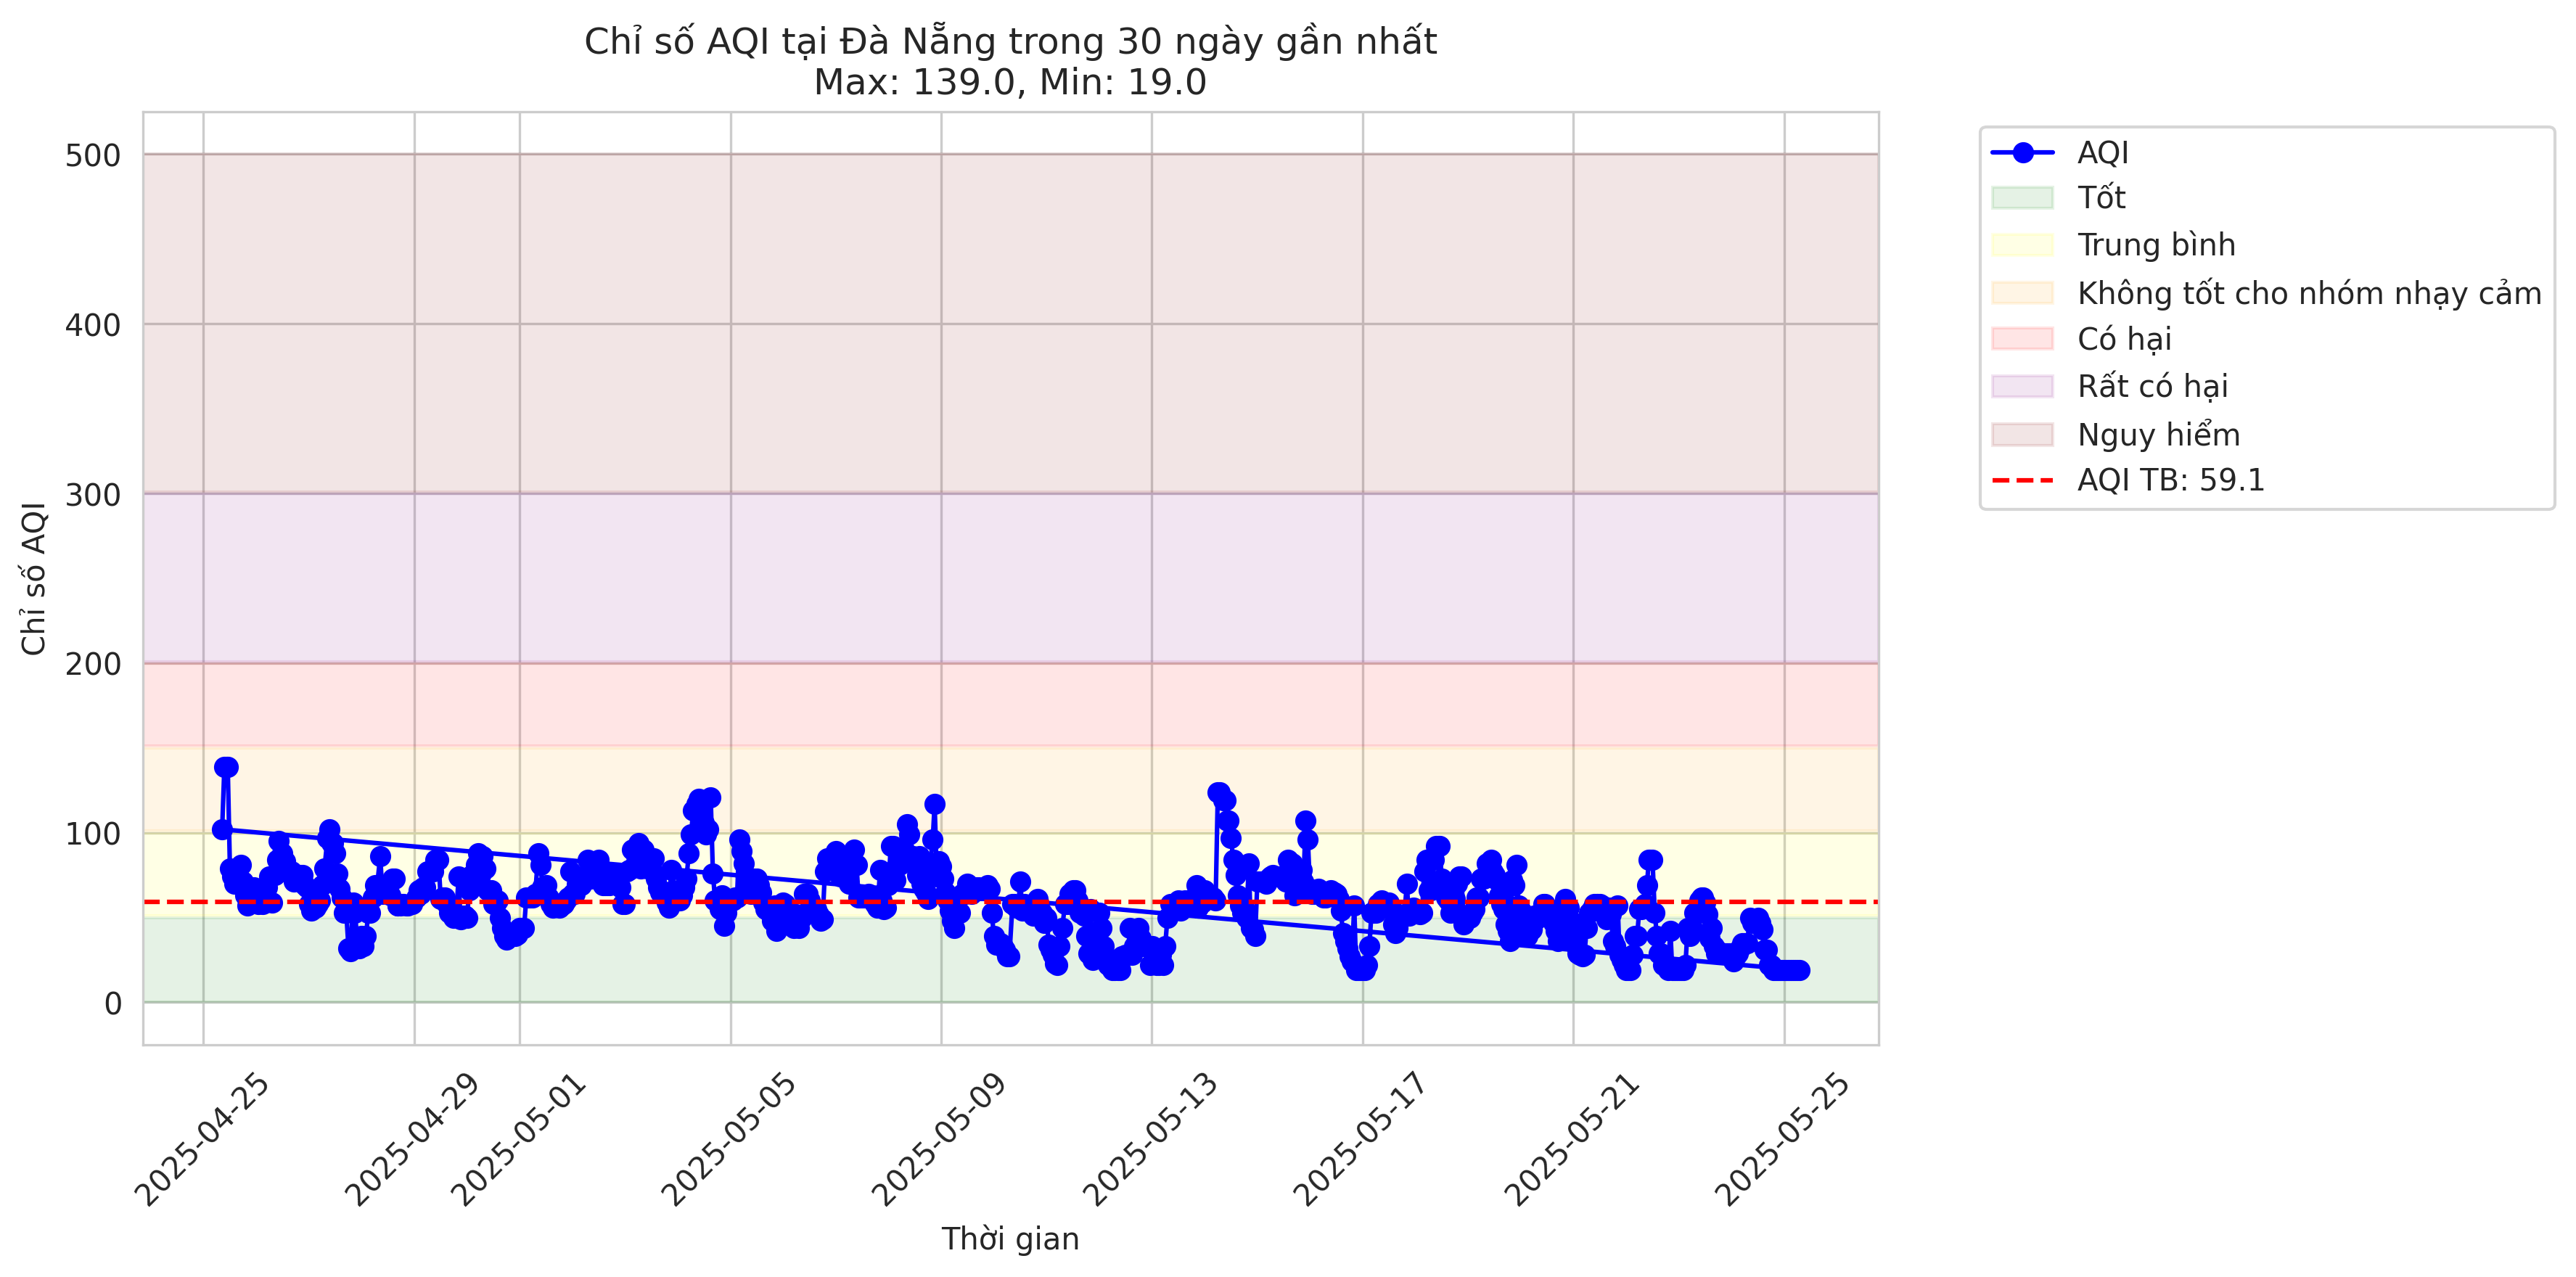 Chỉ số AQI tại Đà Nẵng trong 30 ngày gần nhất
Max: 139.0, Min: 19.0
Chỉ số AQI
500
400
300
200
100
0
2025-04-25
2025-04-29
2025-05-01
2025-05-05
2025-05-09
2025-05-13
2025-05-17
2025-05-21
2025-05-25
Thời gian
AQI
Tốt
Trung bình
Không tốt cho nhóm nhạy cảm
Có hại
Rất có hại
Nguy hiểm
AQI TB: 59.1